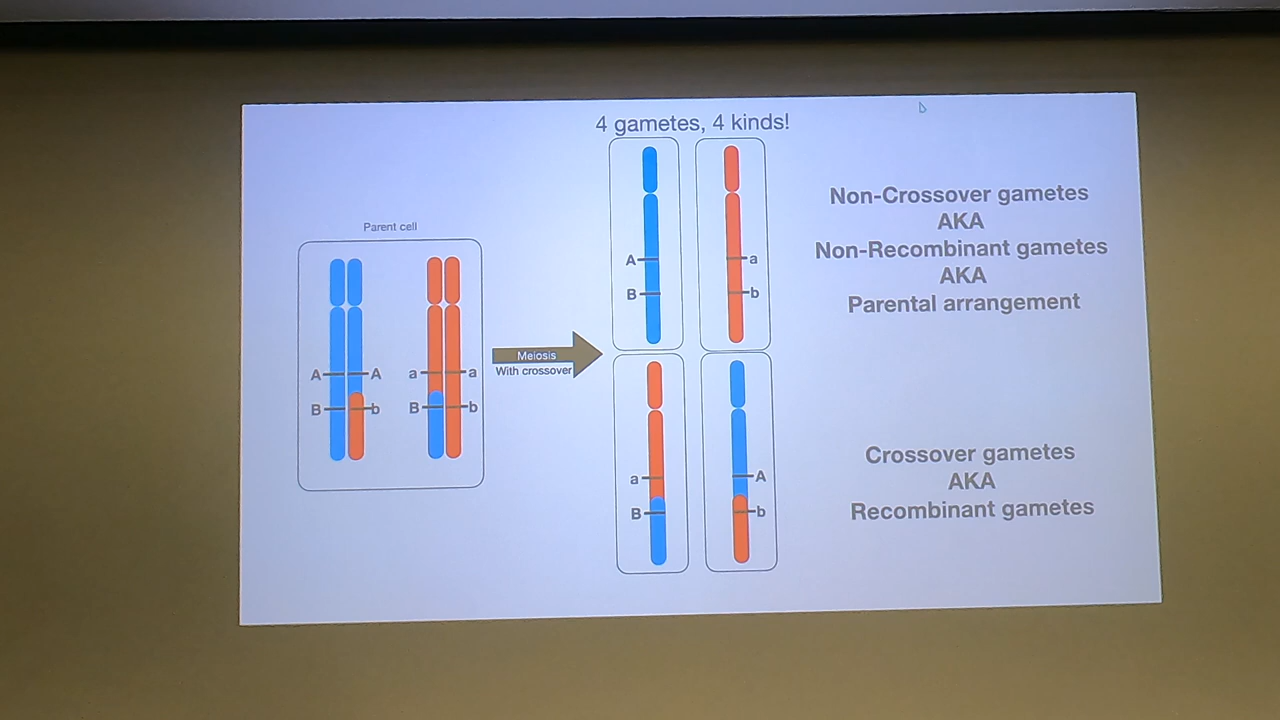 4 gametes, 4 kinds!
Parent cell
A A a a
B b B b
Meiosis
With crossover
A a
B b
a A
B b
Non-Crossover gametes
AKA
Non-Recombinant gametes
AKA
Parental arrangement
Crossover gametes
AKA
Recombinant gametes